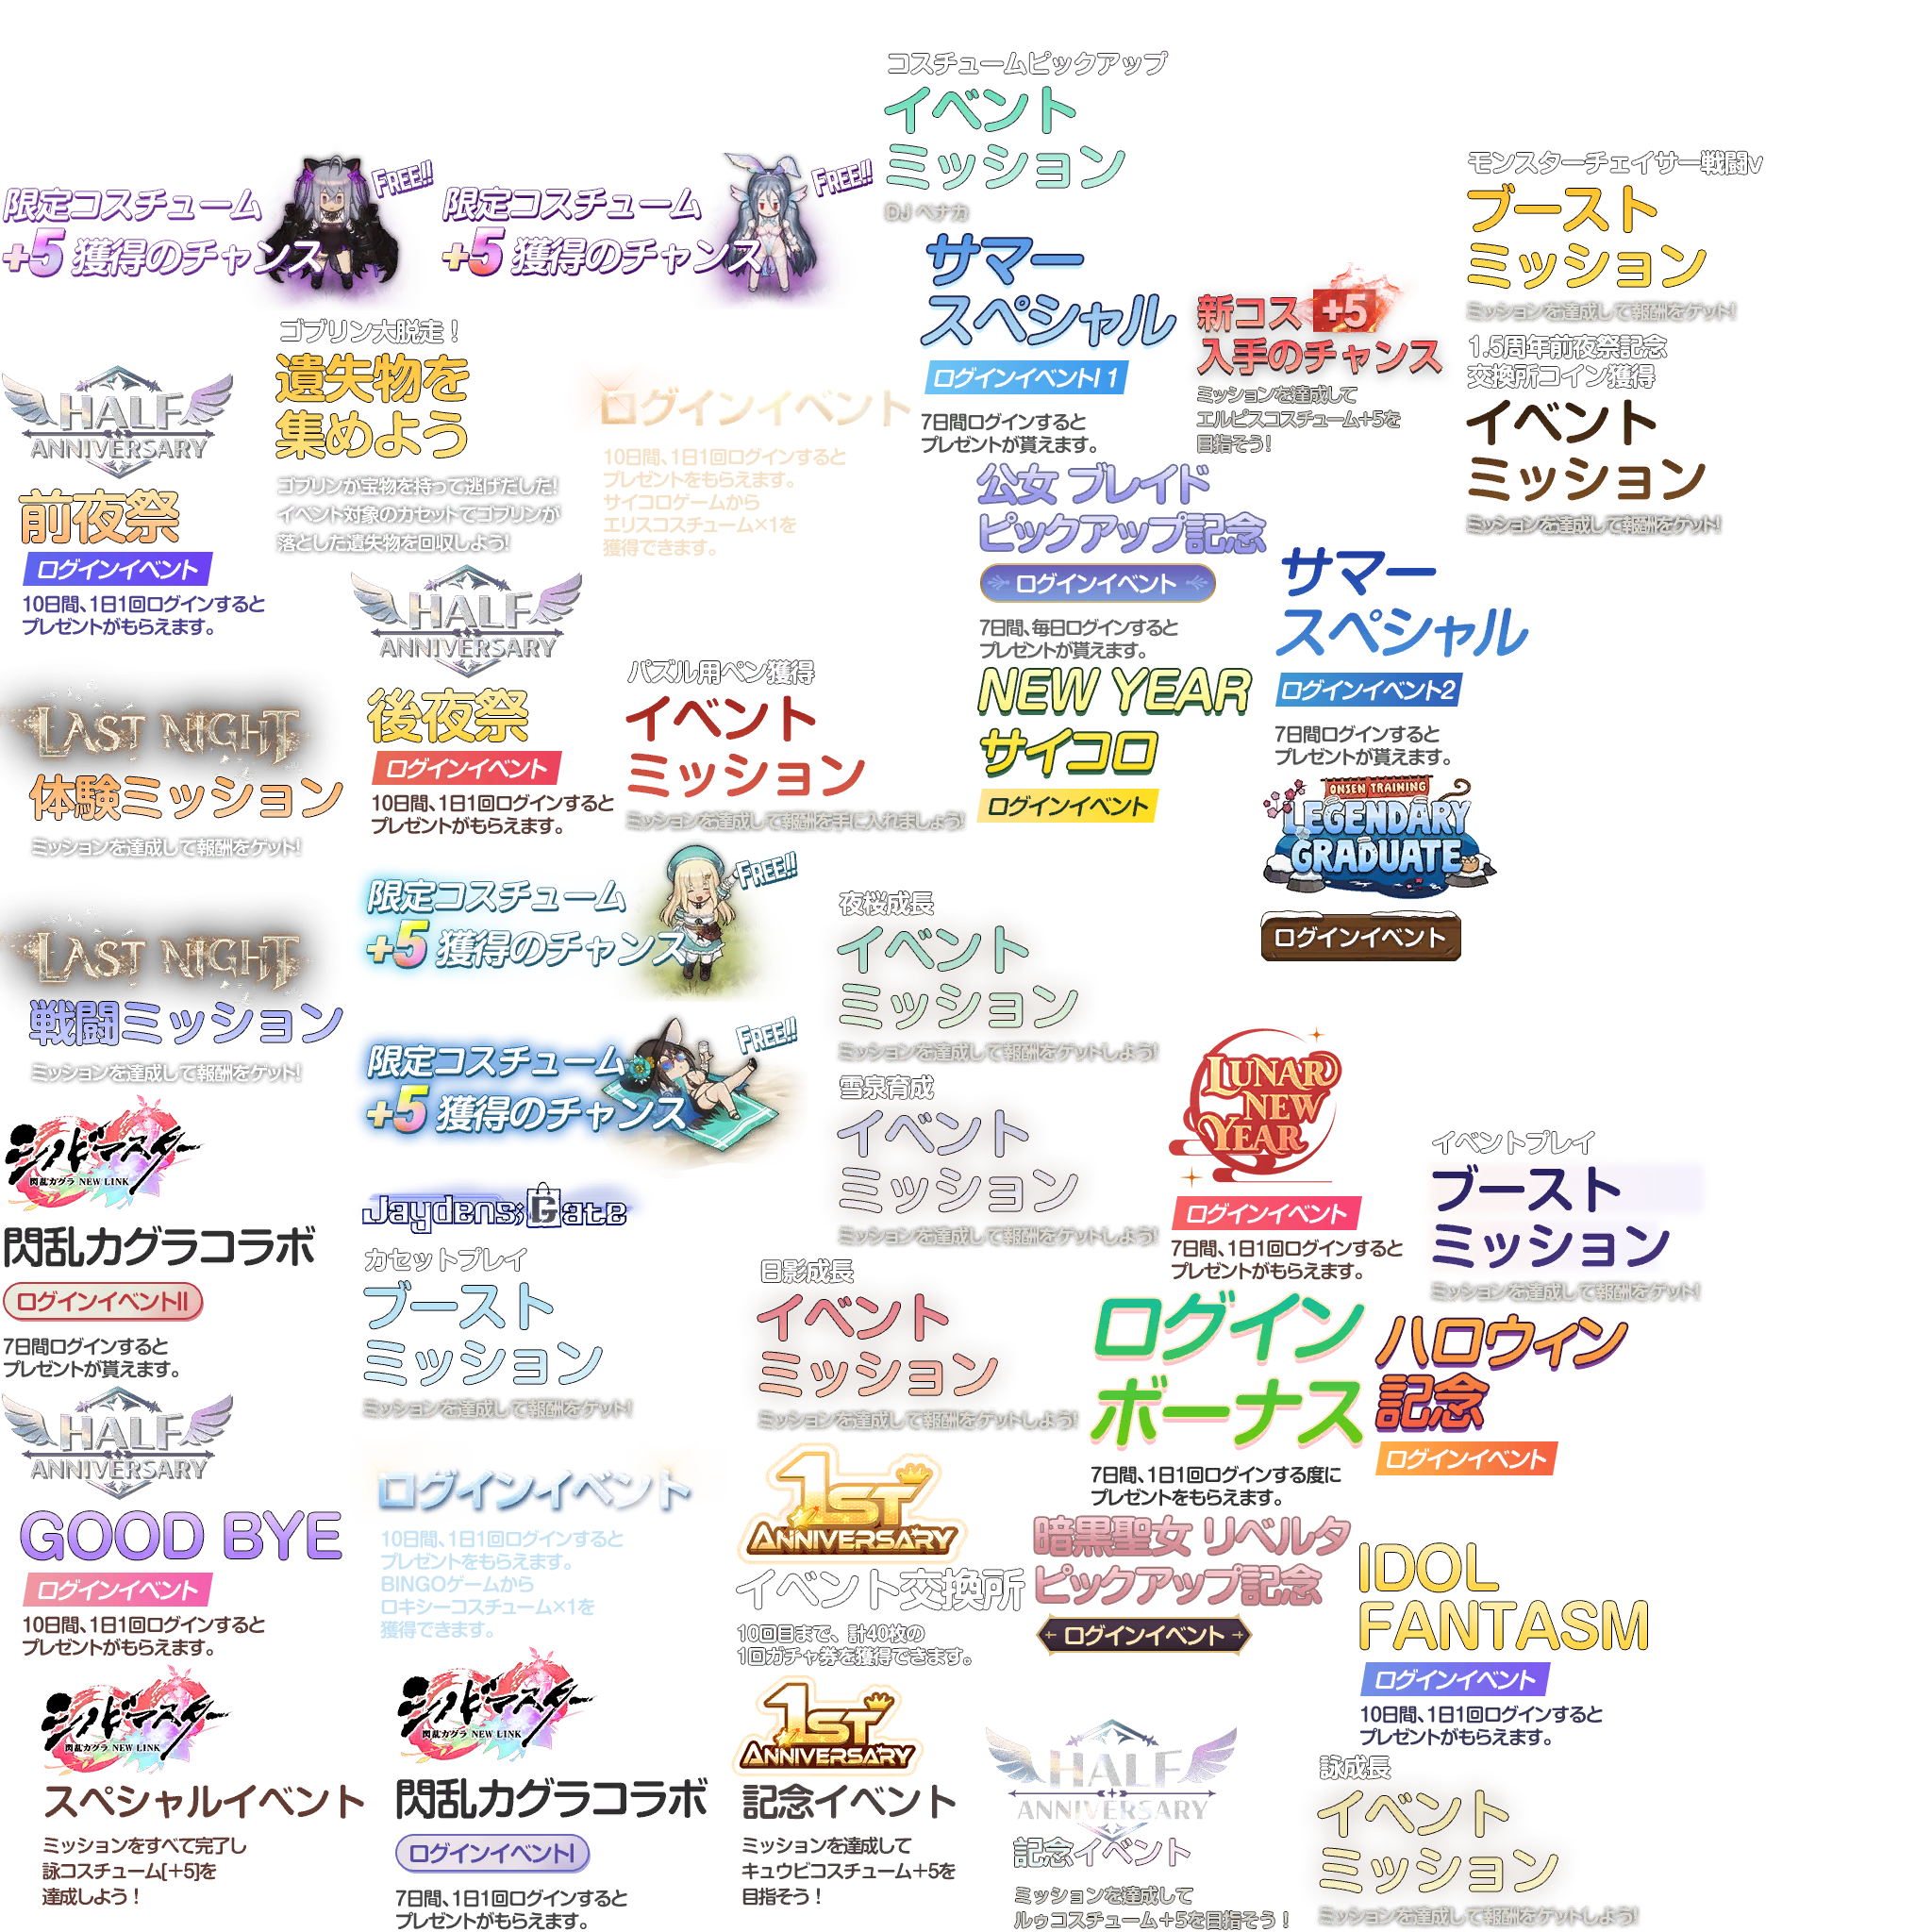 コスチュームピックアップ
イベント
ミッション
DJ ベナカ
限定コスチューム
FREE!!
+5 獲得のチャンス
限定コスチューム
FREE!!
+5 獲得のチャンス
モンスターチェイサー戦闘v
ブースト
ミッション
ミッションを達成して報酬をゲット!
サマー
スペシャル
ログインイベント1
7日間ログインすると
プレゼントが貰えます。
新コス +5
入手のチャンス
ミッションを達成して
エルピスコスチューム+5を
目指そう!
1.5周年前夜祭記念
交換所コイン獲得
イベント
ミッション
ミッションを達成して報酬をゲット!
HALF
ANNIVERSARY
前夜祭
ログインイベント
10日間、1日1回ログインすると
プレゼントがもらえます。
ゴブリン大脱走!
遺失物を
集めよう
ゴブリンが宝物を持って逃げだした!
イベント対象のカセットでゴブリンが
落とした遺失物を回収しよう!
ログインイベント
10日間、1日1回ログインすると
プレゼントをもらえます。
サイコロゲームから
エリスコスチューム×1を
獲得できます。
公女 ブレイド
ピックアップ記念
ログインイベント
7日間、毎日ログインすると
プレゼントが貰えます。
サマー
スペシャル
ログインイベント2
7日間ログインすると
プレゼントが貰えます。
HALF
ANNIVERSARY
後夜祭
ログインイベント
10日間、1日1回ログインすると
プレゼントがもらえます。
パズル用ペン獲得
イベント
ミッション
ミッションを達成して報酬を手に入れましょう!
NEW YEAR
サイコロ
ログインイベント
LAST NIGHT
体験ミッション
ミッションを達成して報酬をゲット!
ONSEN TRAINING
LEGENDARY
GRADUATE
ログインイベント
限定コスチューム
FREE!!
+5 獲得のチャンス
夜桜成長
イベント
ミッション
ミッションを達成して報酬をゲットしよう!
LAST NIGHT
戦闘ミッション
ミッションを達成して報酬をゲット!
限定コスチューム
FREE!!
+5 獲得のチャンス
雪泉育成
イベント
ミッション
ミッションを達成して報酬をゲットしよう!
LUNAR
NEW
YEAR
ログインイベント
7日間、1日1回ログインすると
プレゼントがもらえます。
イベントプレイ
ブースト
ミッション
ミッションを達成して報酬をゲット!
シノビマスター
閃乱カグラ NEW LINK
閃乱カグラコラボ
ログインイベントII
7日間ログインすると
プレゼントが貰えます。
Jaydens;Gate
カセットプレイ
ブースト
ミッション
ミッションを達成して報酬をゲット!
日影成長
イベント
ミッション
ミッションを達成して報酬をゲットしよう!
ログイン
ボーナス
7日間、1日1回ログインする度に
プレゼントをもらえます。
ハロウィン
記念
ログインイベント
HALF
ANNIVERSARY
GOOD BYE
ログインイベント
10日間、1日1回ログインすると
プレゼントがもらえます。
ログインイベント
10日間、1日1回ログインすると
プレゼントをもらえます。
BINGOゲームから
ロキシーコスチューム×1を
獲得できます。
1ST
ANNIVERSARY
イベント交換所
10回目まで、計40枚の
1回ガチャ券を獲得できます。
暗黒聖女 リベルタ
ピックアップ記念
ログインイベント
IDOL
FANTASM
ログインイベント
10日間、1日1回ログインすると
プレゼントがもらえます。
シノビマスター
閃乱カグラ NEW LINK
スペシャルイベント
ミッションをすべて完了し
詠コスチューム[+5]を
達成しよう!
シノビマスター
閃乱カグラ NEW LINK
閃乱カグラコラボ
ログインイベントI
7日間、1日1回ログインすると
プレゼントがもらえます。
1ST
ANNIVERSARY
記念イベント
ミッションを達成して
キュウビコスチューム+5を
目指そう!
HALF
ANNIVERSARY
記念イベント
ミッションを達成して
ルゥコスチューム+5を目指そう!
詠成長
イベント
ミッション
ミッションを達成して報酬をゲットしよう!